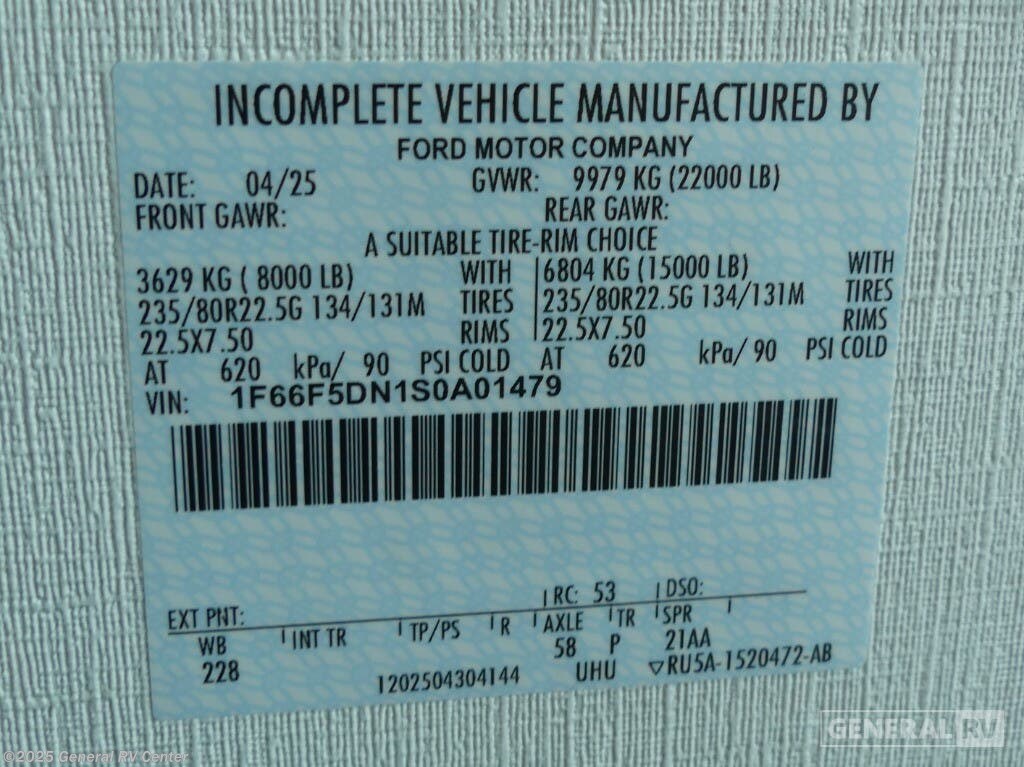 INCOMPLETE VEHICLE MANUFACTURED BY
FORD MOTOR COMPANY
DATE: 04/25 GVWR: 9979 KG (22000 LB)
FRONT GAWR: REAR GAWR:
A SUITABLE TIRE-RIM CHOICE
3629 KG ( 8000 LB) WITH 6804 KG (15000 LB) WITH
235/80R22.5G 134/131M TIRES 235/80R22.5G 134/131M TIRES
22.5X7.50 RIMS 22.5X7.50 RIMS
AT 620 kPa/ 90 PSI COLD AT 620 kPa/ 90 PSI COLD
VIN: 1F66F5DN1S0A01479
EXT PNT: RC: 53 DSO:
WB INT TR TP/PS R AXLE TR SPR
228 58 P 21AA
1202504304144 UHU ▽RU5A-1520472-AB
GENERAL RV
©2025 General RV Center